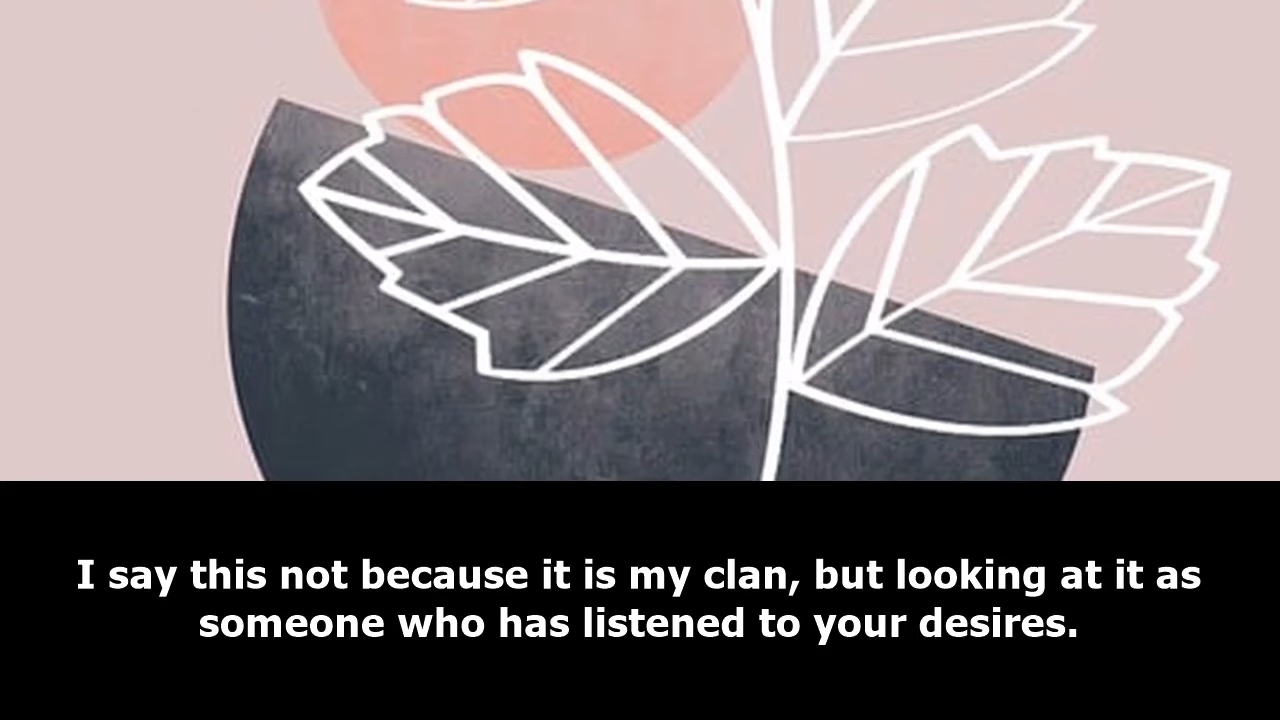 I say this not because it is my clan, but looking at it as
someone who has listened to your desires.